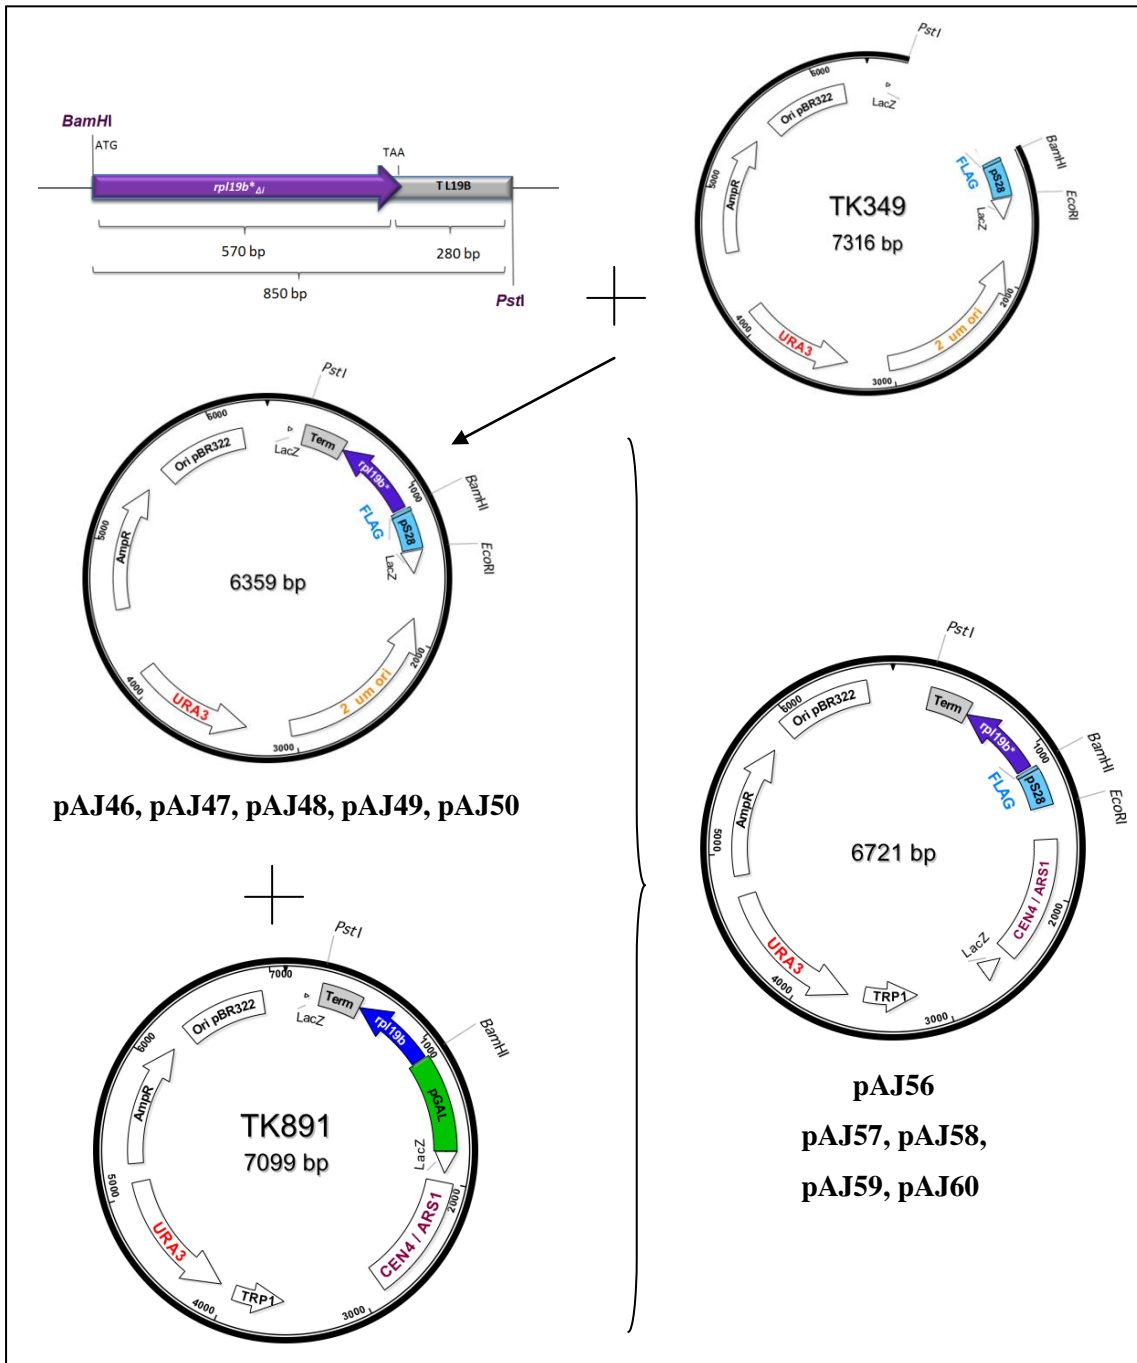 BamHI
ATG
TAA
rpl19b*Δi
T L19B
570 bp
280 bp
850 bp
PstI
PstI
6000
Ori pBR322
LacZ
AmpR
5000
FLAG
pS28
LacZ
BamHI
EcoRI
TK349
7316 bp
4000
URA3
2 um ori
2000
3000
PstI
6000
Ori pBR322
LacZ
Term
rpl19b*
1000
BamHI
AmpR
5000
FLAG
pS28
LacZ
EcoRI
6359 bp
4000
URA3
2 um ori
2000
3000
pAJ46, pAJ47, pAJ48, pAJ49, pAJ50
PstI
7000
Ori pBR322
LacZ
Term
rpl19b
1000
BamHI
6000
AmpR
pGAL
TK891
7099 bp
LacZ
5000
2000
URA3
CEN4 / ARS1
TRP1
4000
3000
PstI
6000
Ori pBR322
Term
rpl19b*
1000
BamHI
AmpR
FLAG
pS28
EcoRI
5000
6721 bp
CEN4 / ARS1
2000
URA3
LacZ
4000
TRP1
3000
pAJ56
pAJ57, pAJ58,
pAJ59, pAJ60